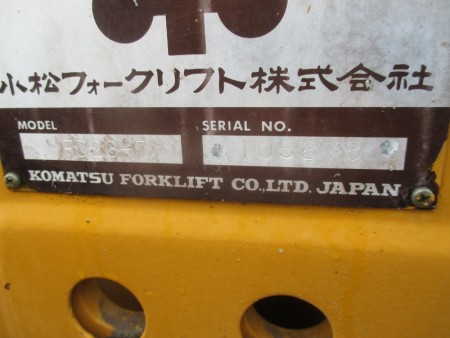 小松フォークリフト株式会社
MODEL SERIAL NO.
KOMATSU FORKLIFT CO.,LTD. JAPAN